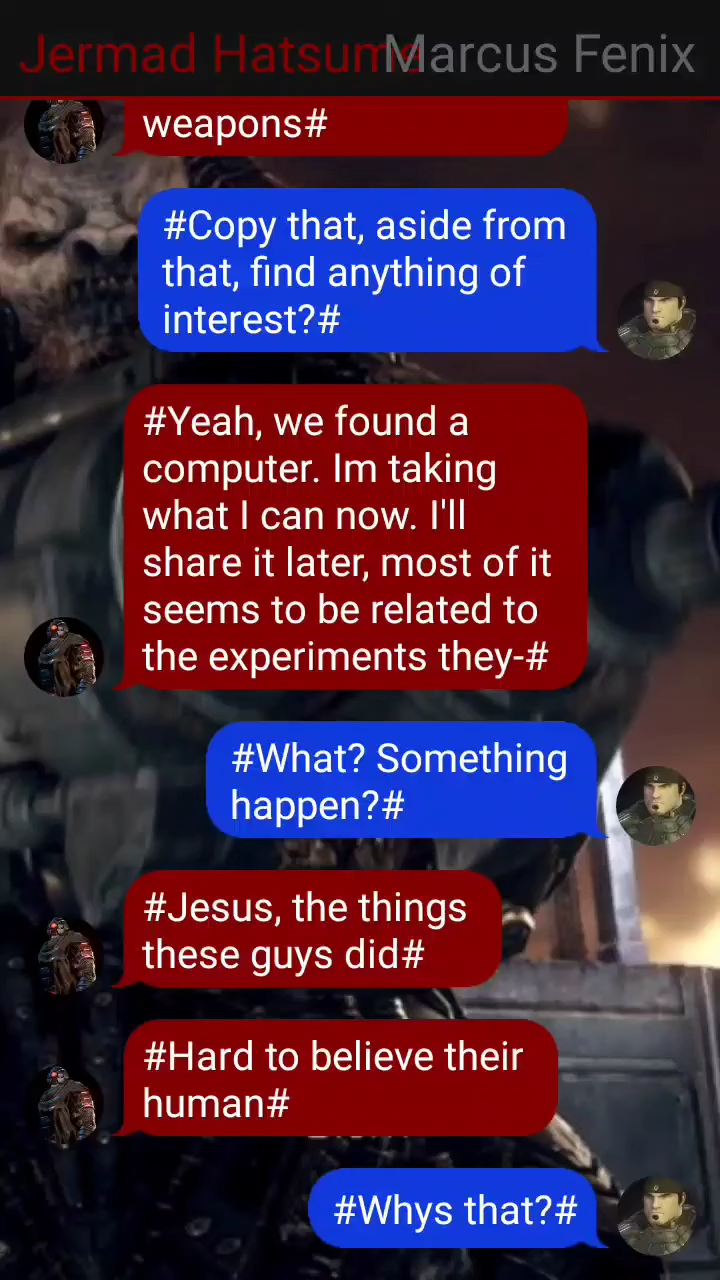 Jermad Hatsume Marcus Fenix
weapons#
#Copy that, aside from
that, find anything of
interest?#
#Yeah, we found a
computer. Im taking
what I can now. I'll
share it later, most of it
seems to be related to
the experiments they-#
#What? Something
happen?#
#Jesus, the things
these guys did#
#Hard to believe their
human#
#Whys that?#